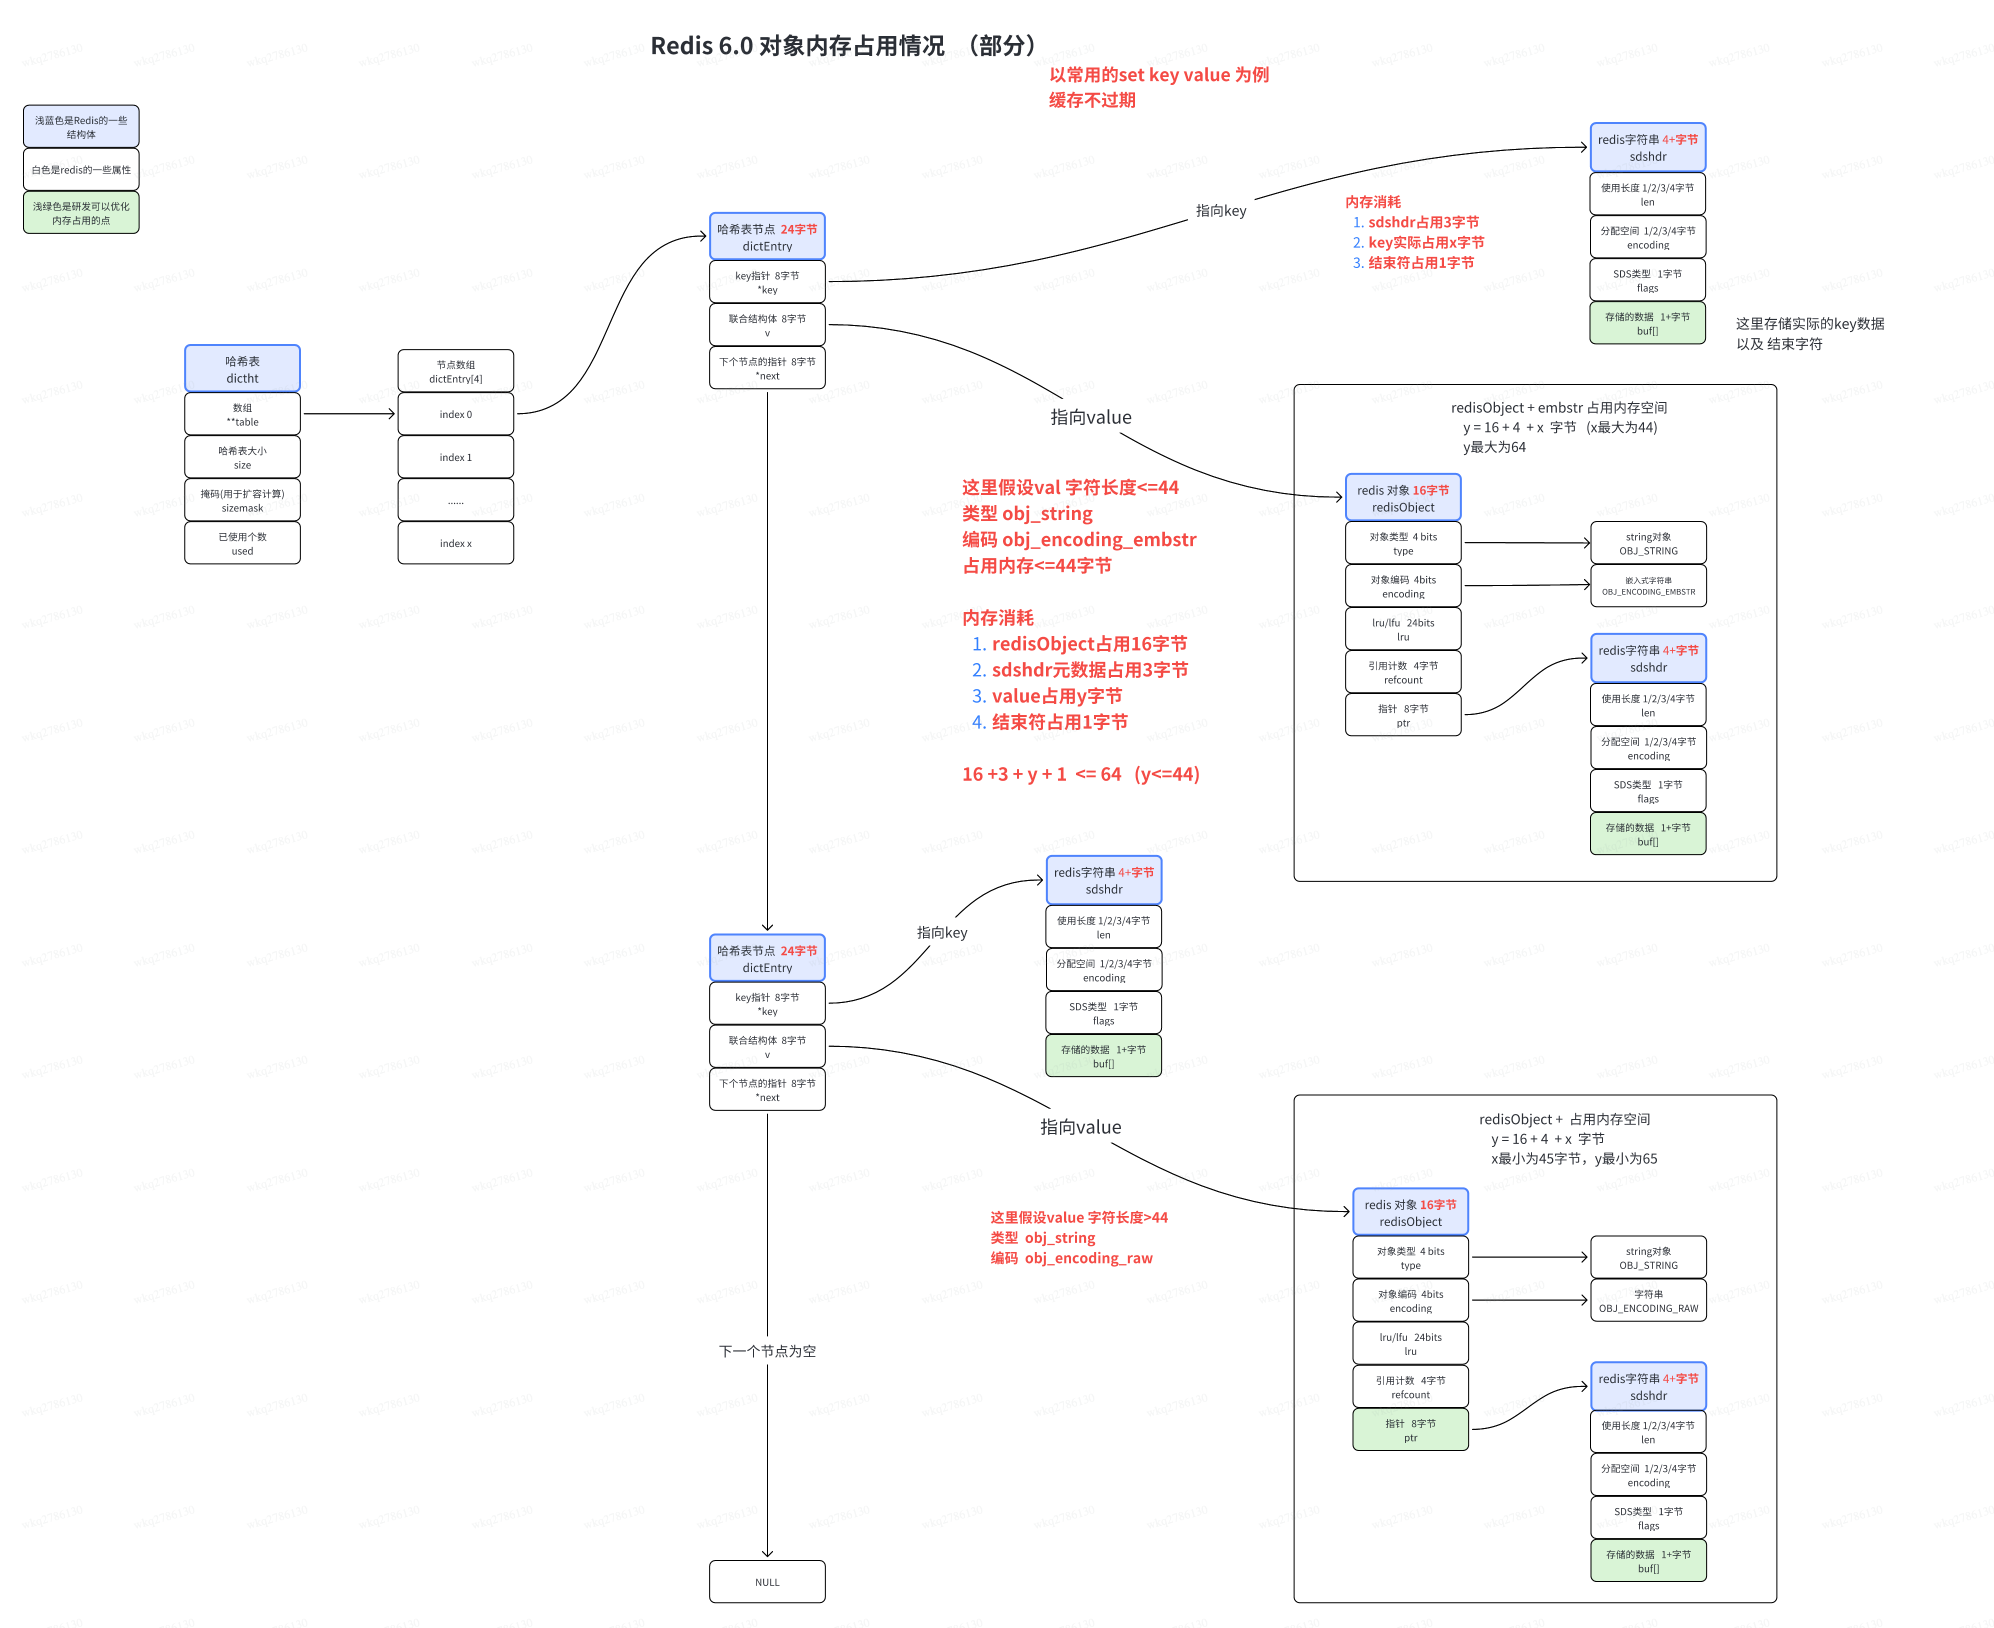 Redis 6.0 对象内存占用情况 （部分）
以常用的set key value 为例
缓存不过期
浅蓝色是Redis的一些
结构体
白色是redis的一些属性
浅绿色是研发可以优化
内存占用的点
哈希表
dictht
数组
**table
哈希表大小
size
掩码(用于扩容计算)
sizemask
已使用个数
used
节点数组
dictEntry[4]
index 0
index 1
......
index x
哈希表节点 24字节
dictEntry
key指针 8字节
*key
联合结构体 8字节
v
下个节点的指针 8字节
*next
指向key
内存消耗
1. sdshdr占用3字节
2. key实际占用x字节
3. 结束符占用1字节
redis字符串 4+字节
sdshdr
使用长度 1/2/3/4字节
len
分配空间 1/2/3/4字节
encoding
SDS类型 1字节
flags
存储的数据 1+字节
buf[]
这里存储实际的key数据
以及 结束字符
指向value
这里假设val 字符长度<=44
类型 obj_string
编码 obj_encoding_embstr
占用内存<=44字节
内存消耗
1. redisObject占用16字节
2. sdshdr元数据占用3字节
3. value占用y字节
4. 结束符占用1字节
16 +3 + y + 1 <= 64 (y<=44)
redisObject + embstr 占用内存空间
y = 16 + 4 + x 字节 (x最大为44)
y最大为64
redis 对象 16字节
redisObject
对象类型 4 bits
type
对象编码 4bits
encoding
lru/lfu 24bits
lru
引用计数 4字节
refcount
指针 8字节
ptr
string对象
OBJ_STRING
嵌入式字符串
OBJ_ENCODING_EMBSTR
redis字符串 4+字节
sdshdr
使用长度 1/2/3/4字节
len
分配空间 1/2/3/4字节
encoding
SDS类型 1字节
flags
存储的数据 1+字节
buf[]
哈希表节点 24字节
dictEntry
key指针 8字节
*key
联合结构体 8字节
v
下个节点的指针 8字节
*next
指向key
redis字符串 4+字节
sdshdr
使用长度 1/2/3/4字节
len
分配空间 1/2/3/4字节
encoding
SDS类型 1字节
flags
存储的数据 1+字节
buf[]
指向value
这里假设value 字符长度>44
类型 obj_string
编码 obj_encoding_raw
redisObject + 占用内存空间
y = 16 + 4 + x 字节
x最小为45字节，y最小为65
redis 对象 16字节
redisObject
对象类型 4 bits
type
对象编码 4bits
encoding
lru/lfu 24bits
lru
引用计数 4字节
refcount
指针 8字节
ptr
string对象
OBJ_STRING
字符串
OBJ_ENCODING_RAW
redis字符串 4+字节
sdshdr
使用长度 1/2/3/4字节
len
分配空间 1/2/3/4字节
encoding
SDS类型 1字节
flags
存储的数据 1+字节
buf[]
下一个节点为空
NULL
wkq2786130